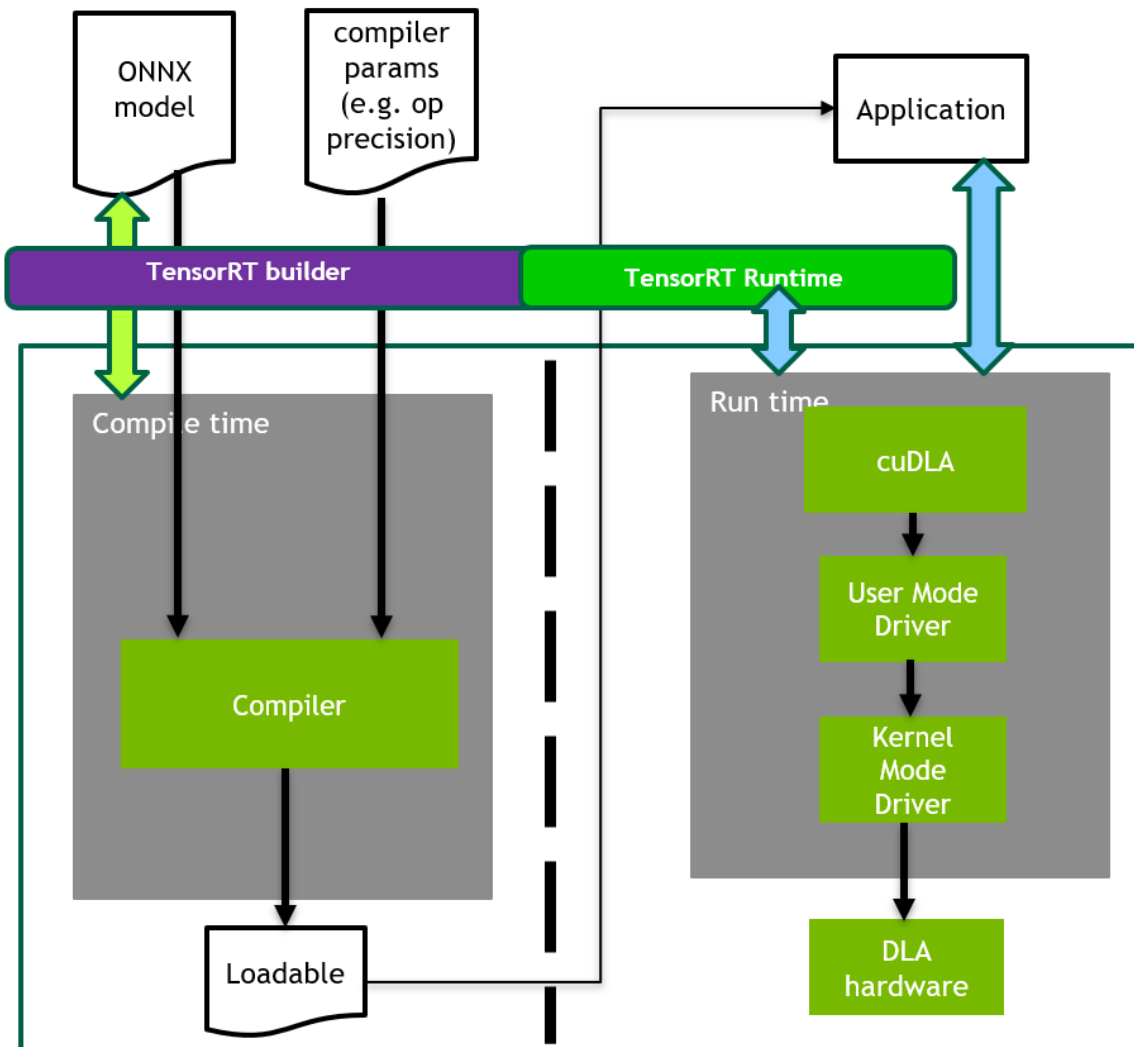 ONNX
model
compiler
params
(e.g. op
precision)
Application
TensorRT builder
TensorRT Runtime
Compile time
Run time
cuDLA
User Mode
Driver
Compiler
Kernel
Mode
Driver
Loadable
DLA
hardware